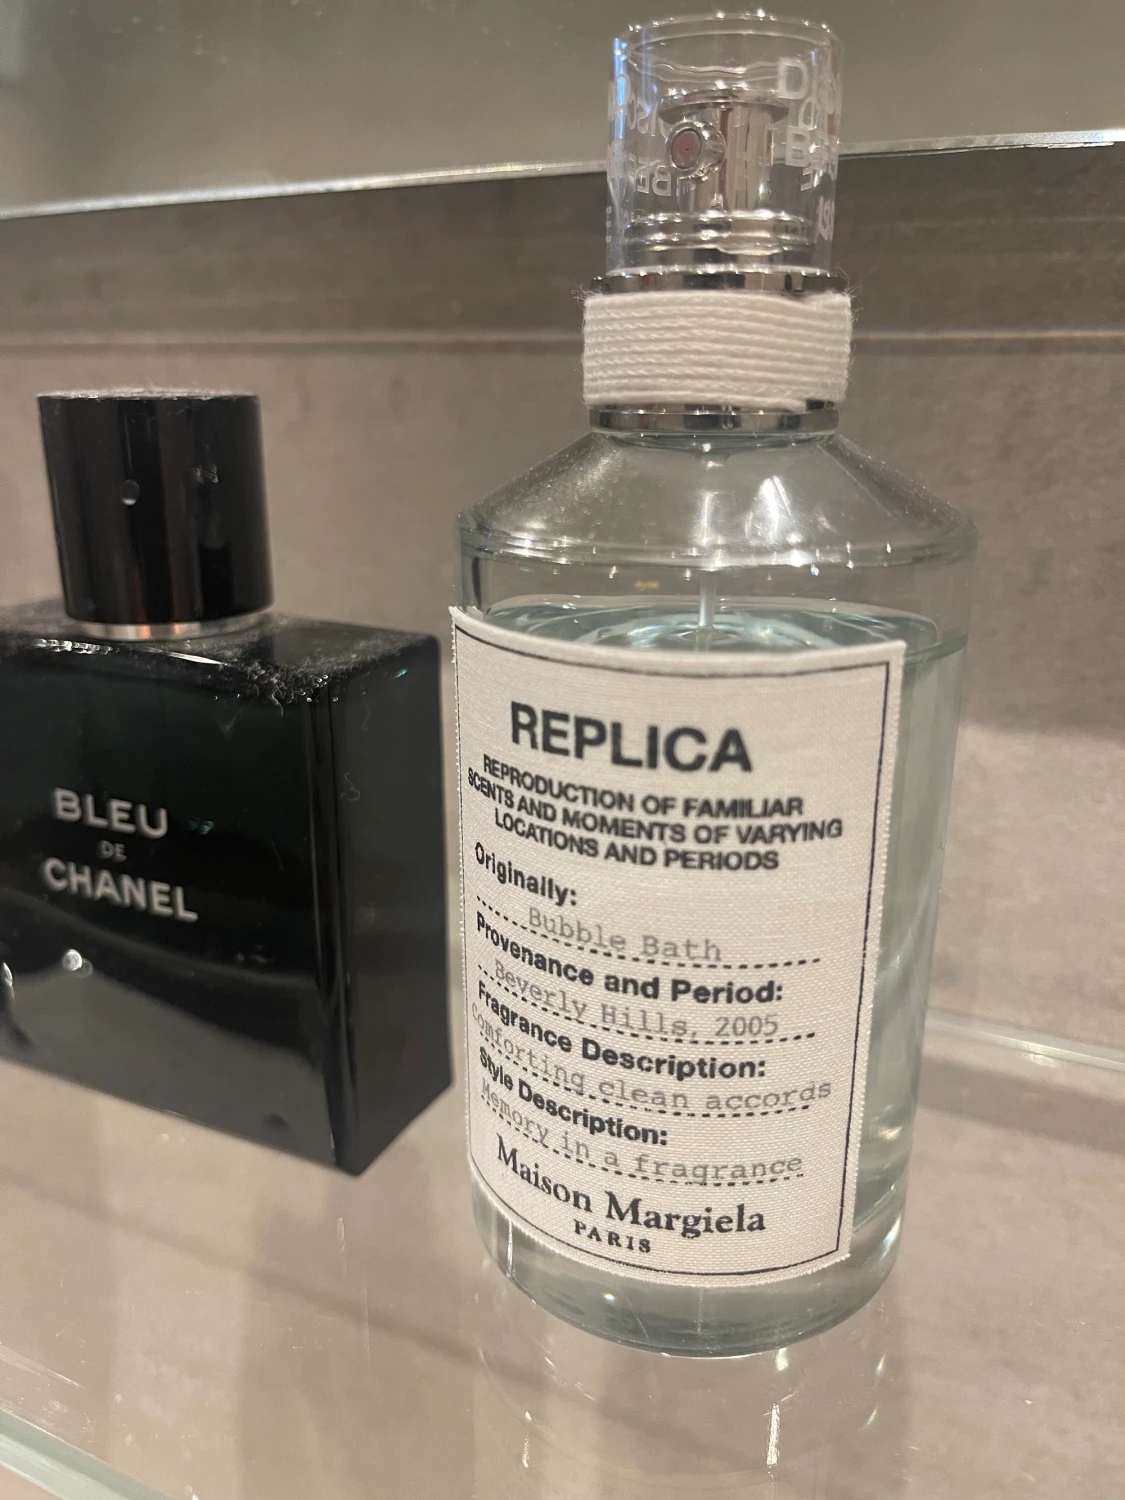 BLEU
DE
CHANEL
REPLICA
REPRODUCTION OF FAMILIAR
SCENTS AND MOMENTS OF VARYING
LOCATIONS AND PERIODS
Originally:
Bubble Bath
Provenance and Period:
Beverly Hills, 2005
Fragrance Description:
Comforting clean accords
Style Description:
Memory in a fragrance
Maison Margiela
PARIS